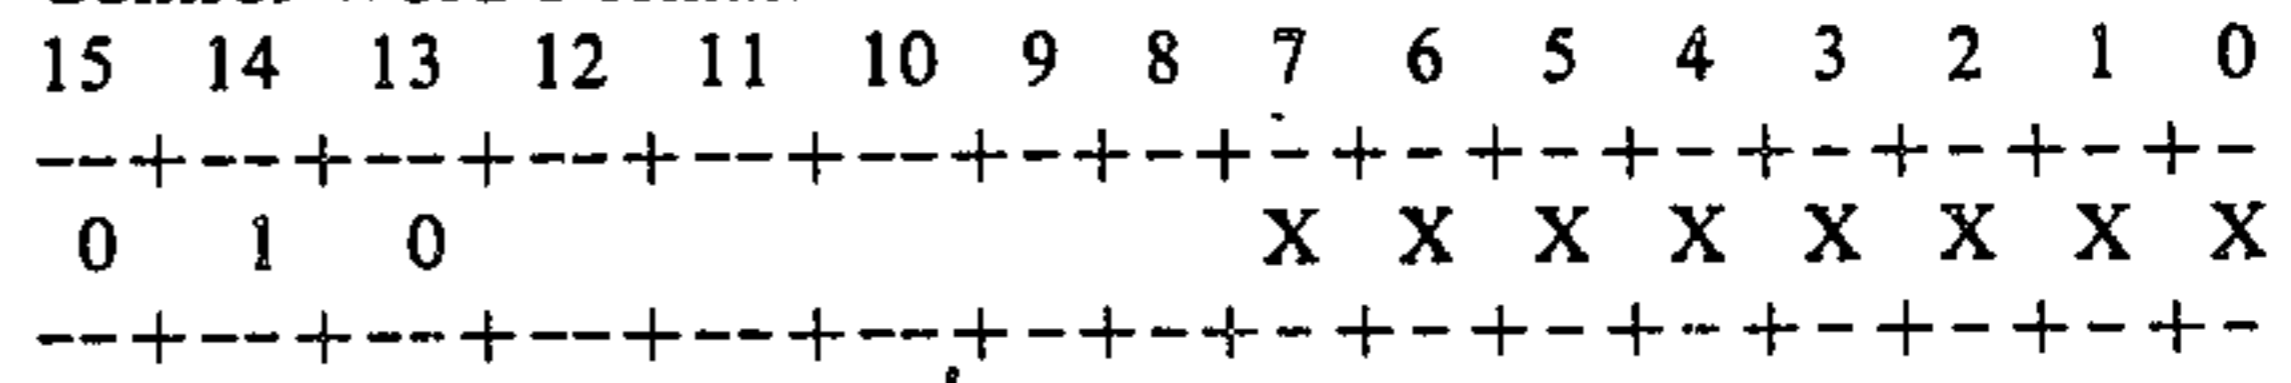 15 14 13 12 11 10 9 8 7 6 5 4 3 2 1 0
--+--+--+--+--+--+-+-+-+-+-+-+-+-+-+-
0 1 0 X X X X X X X X
--+--+--+--+--+--+-+--+-+-+-+-+-+-+-+-